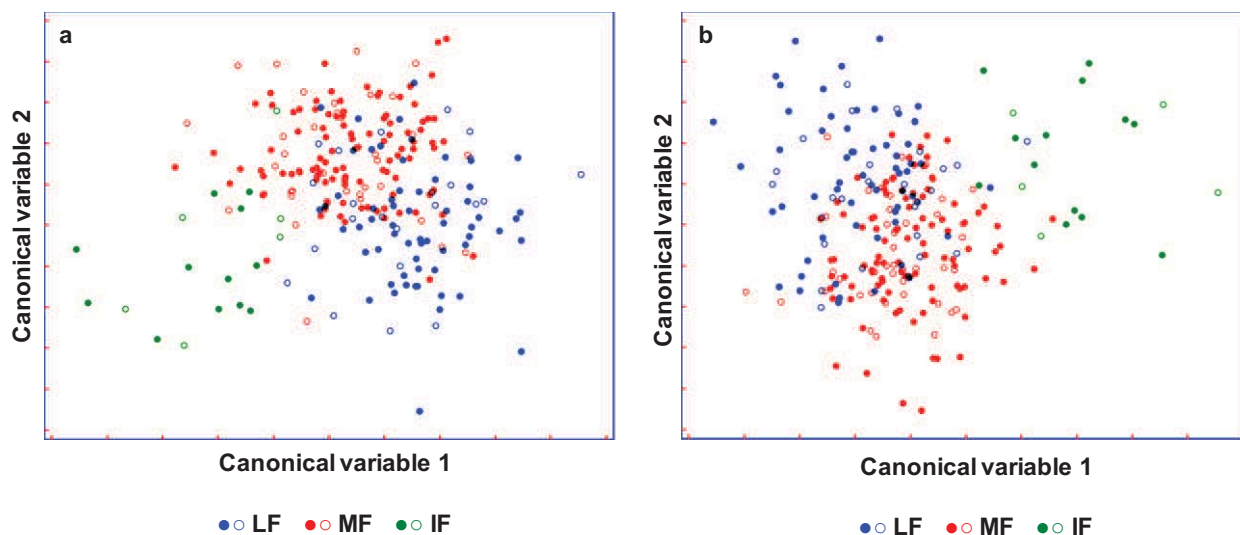 a
Canonical variable 2
Canonical variable 1
LF MF IF
b
Canonical variable 2
Canonical variable 1
LF MF IF